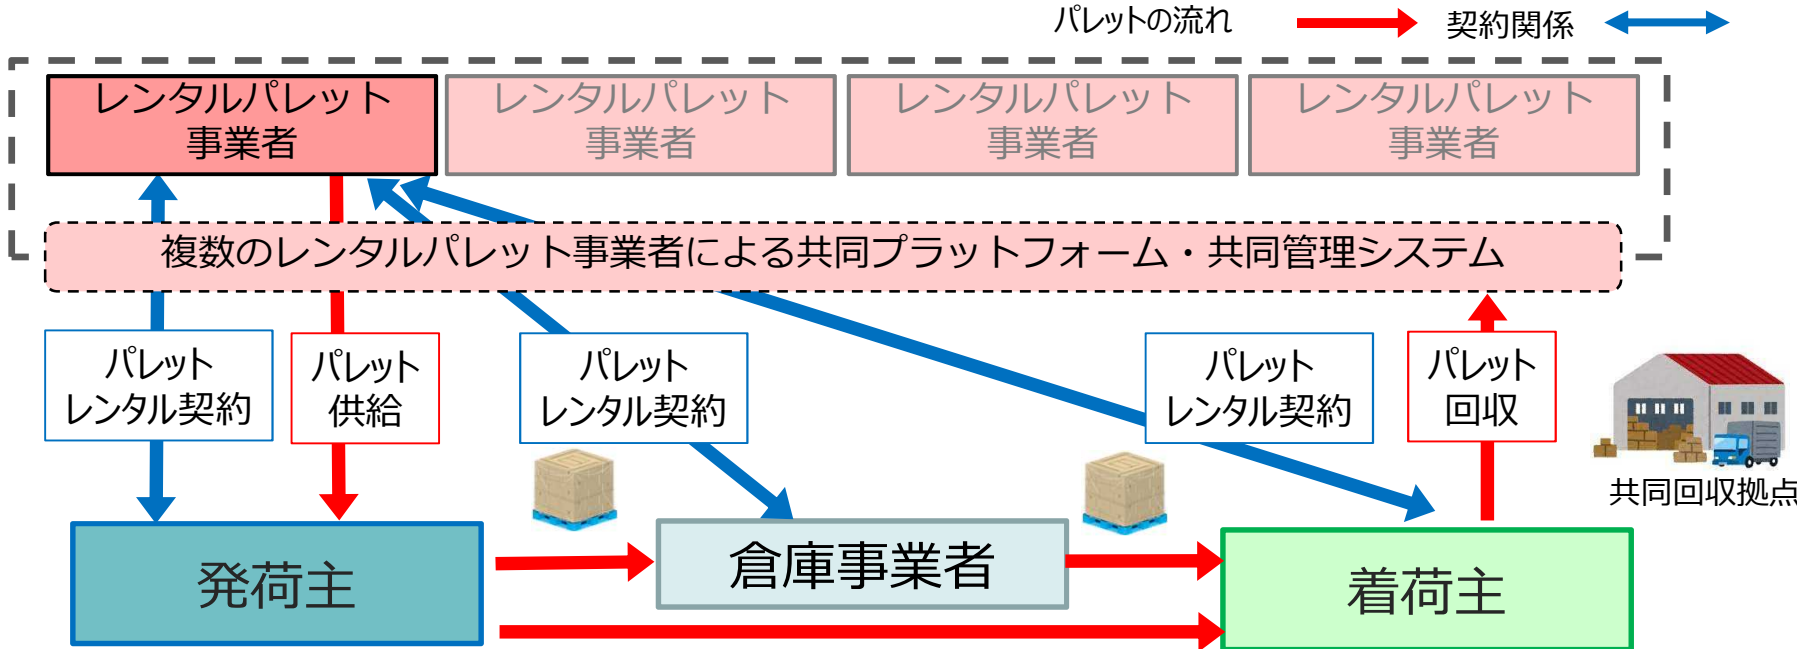 パレットの流れ
契約関係
レンタルパレット
事業者
レンタルパレット
事業者
レンタルパレット
事業者
レンタルパレット
事業者
複数のレンタルパレット事業者による共同プラットフォーム・共同管理システム
パレット
レンタル契約
パレット
供給
パレット
レンタル契約
パレット
レンタル契約
パレット
回収
共同回収拠点
発荷主
倉庫事業者
着荷主